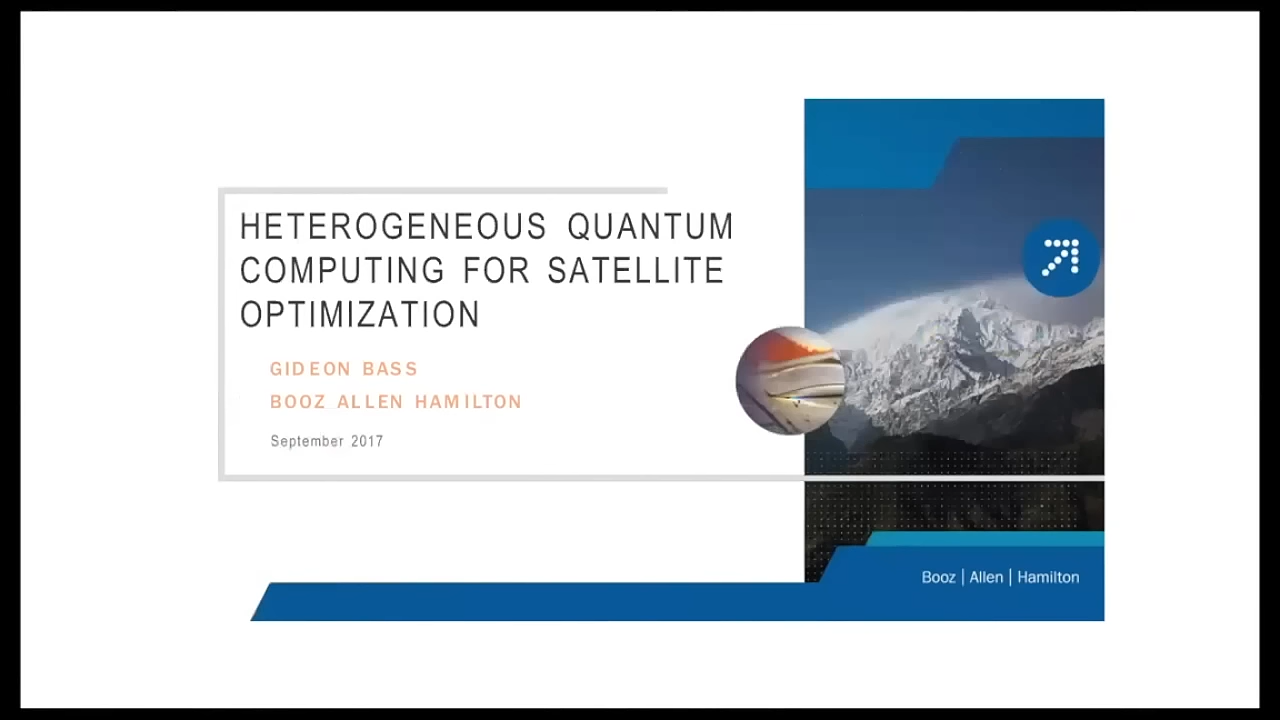 HETEROGENEOUS QUANTUM
COMPUTING FOR SATELLITE
OPTIMIZATION
GIDEON BASS
BOOZ ALLEN HAMILTON
September 2017
Booz | Allen | Hamilton